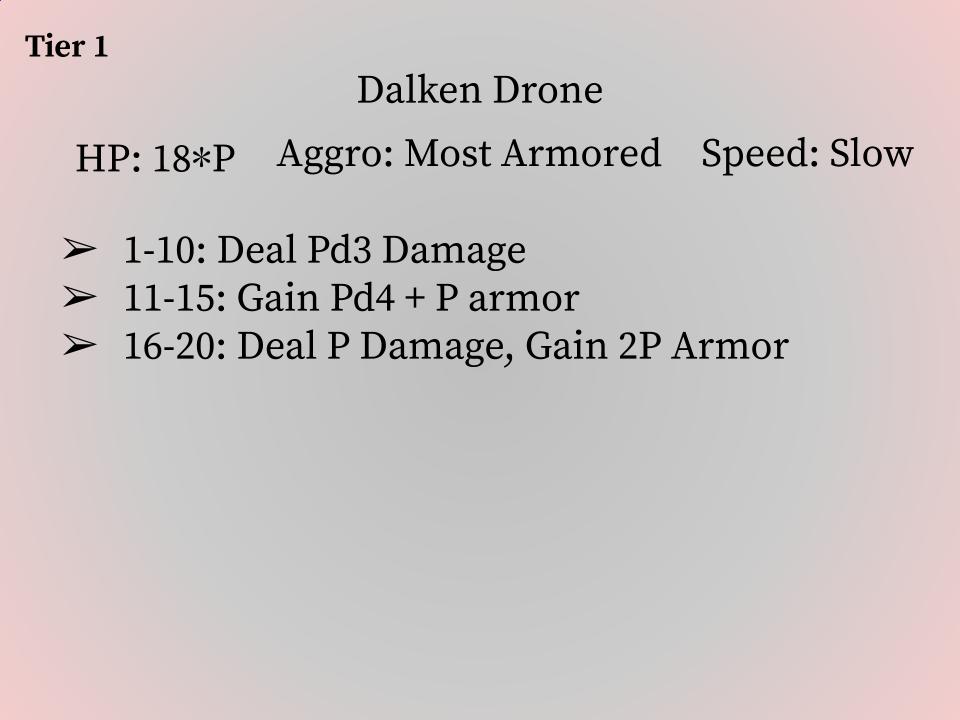 Tier 1
Dalken Drone
HP: 18*P
Aggro: Most Armored
Speed: Slow
➢ 1-10: Deal Pd3 Damage
➢ 11-15: Gain Pd4 + P armor
➢ 16-20: Deal P Damage, Gain 2P Armor